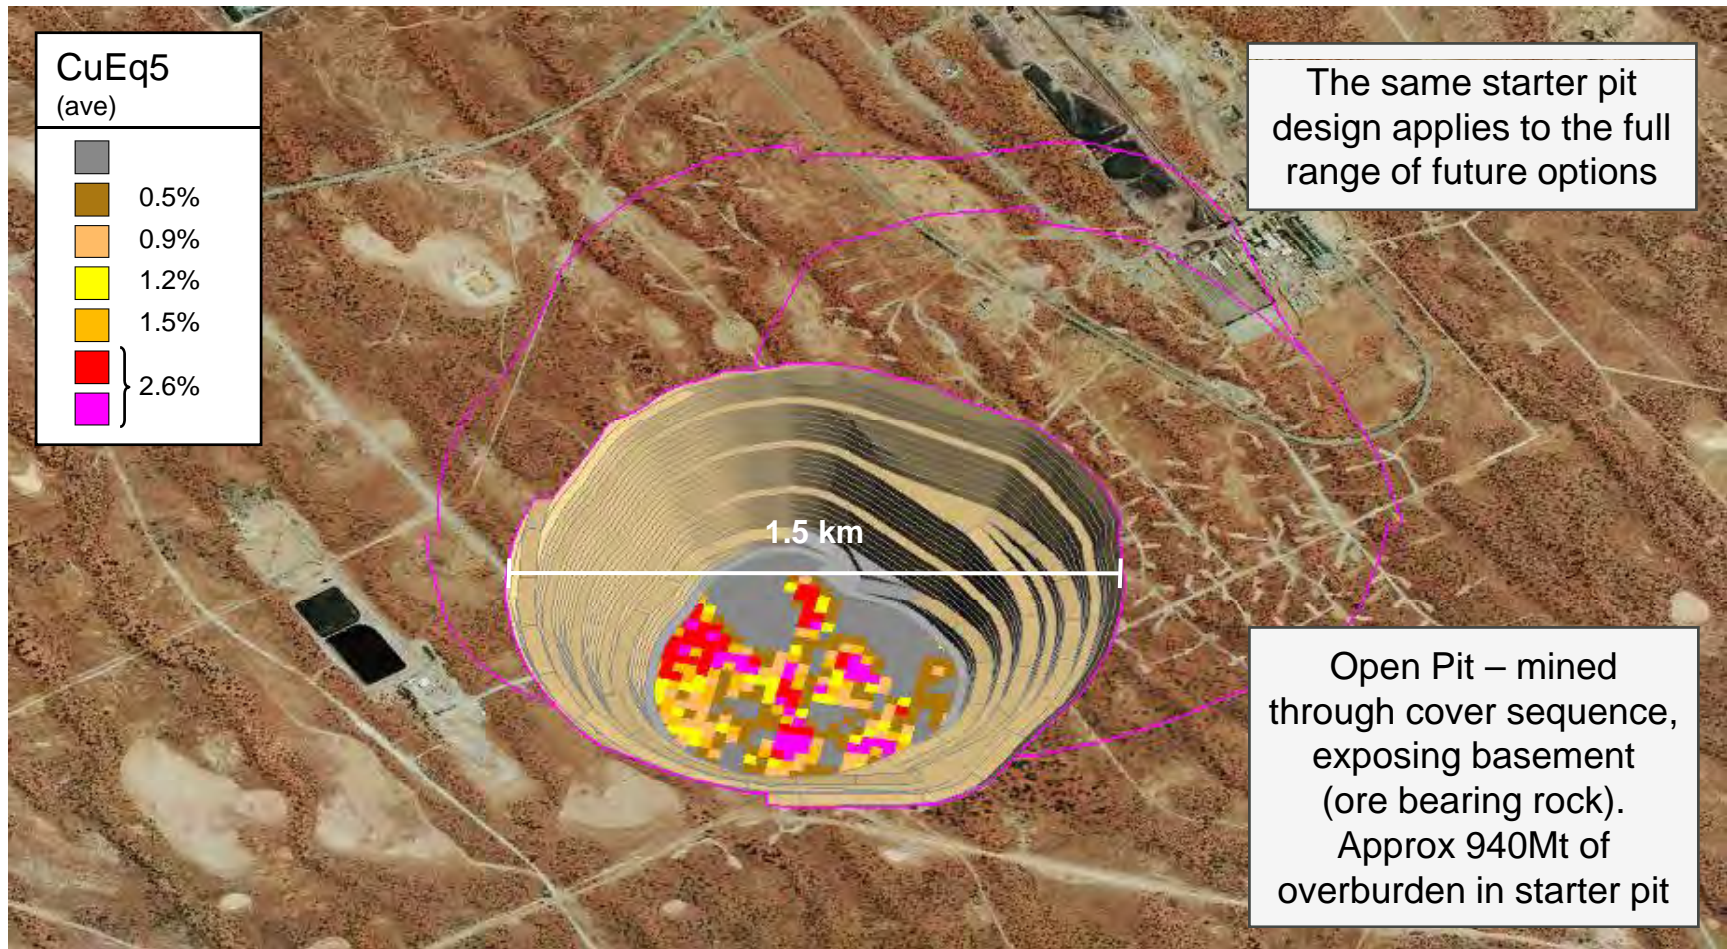 CuEq5
(ave)
0.5%
0.9%
1.2%
1.5%
2.6%
The same starter pit
design applies to the full
range of future options
1.5 km
Open Pit – mined
through cover sequence,
exposing basement
(ore bearing rock).
Approx 940Mt of
overburden in starter pit